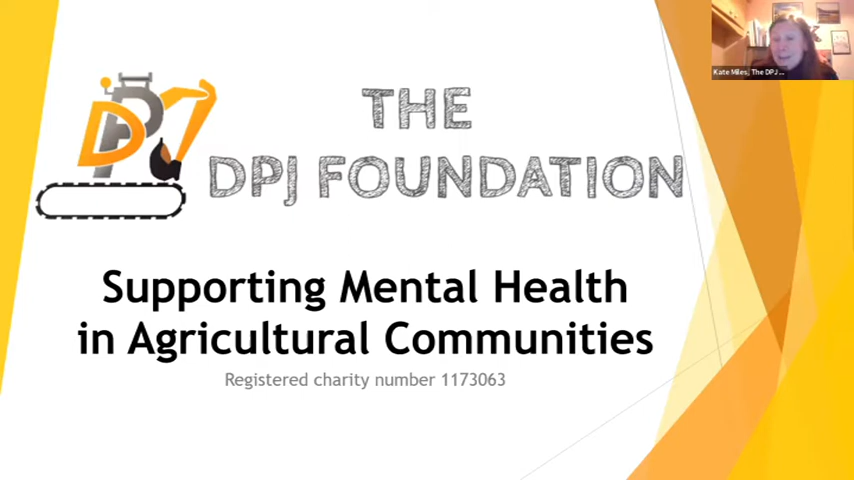 Kate Miles, The DPJ ...
DPJ
THE
DPJ FOUNDATION
Supporting Mental Health
in Agricultural Communities
Registered charity number 1173063